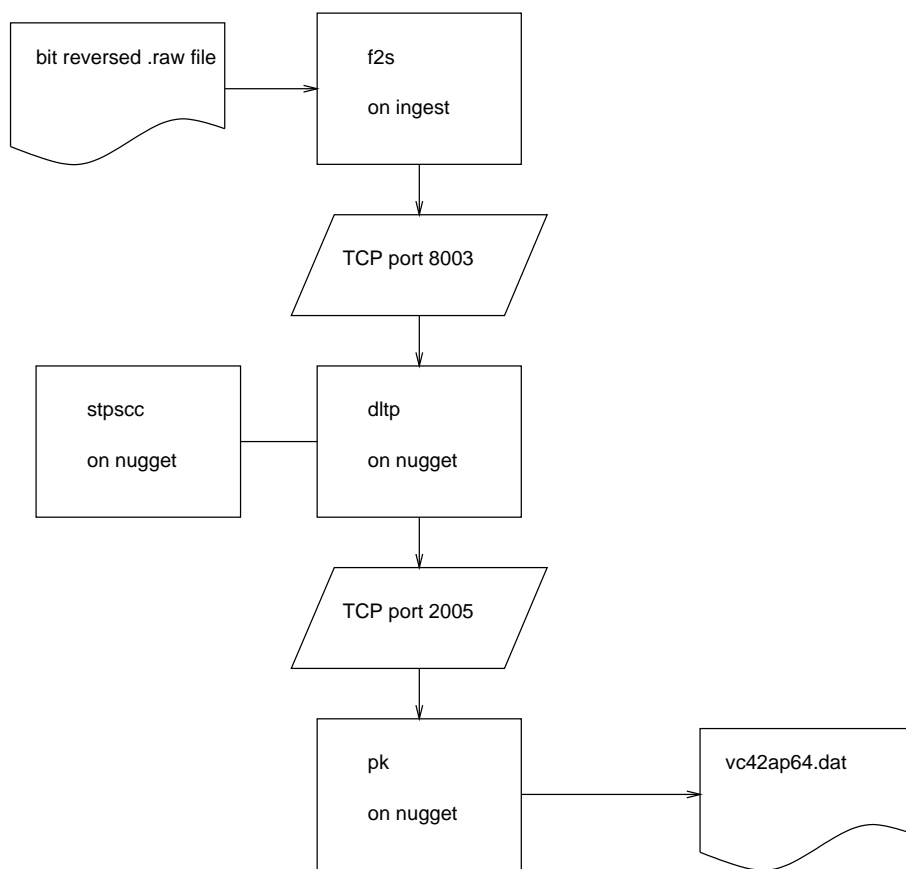 bit reversed .raw file
f2s
on ingest
TCP port 8003
stpscc
on nugget
dltp
on nugget
TCP port 2005
pk
on nugget
vc42ap64.dat